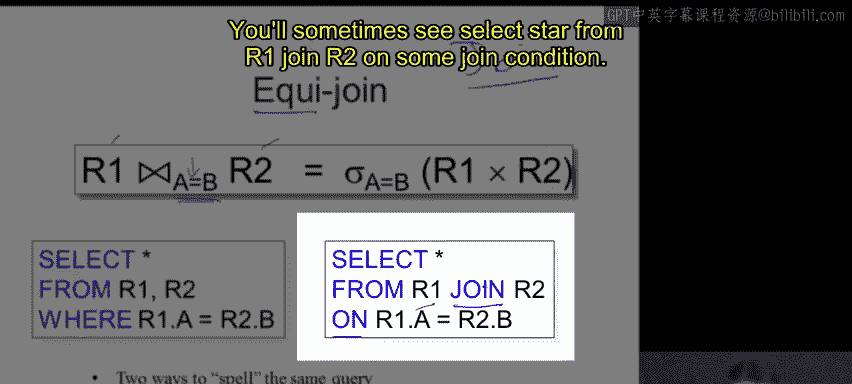 GPT中英字幕课程资源@bilibili.com
You'll sometimes see select star from
R1 join R2 on some join condition.
Equi-join
R1 ⋈A=B R2 = σA=B (R1 × R2)
SELECT *
FROM R1, R2
WHERE R1.A = R2.B
SELECT *
FROM R1 JOIN R2
ON R1.A = R2.B
• Two ways to “spell” the same query